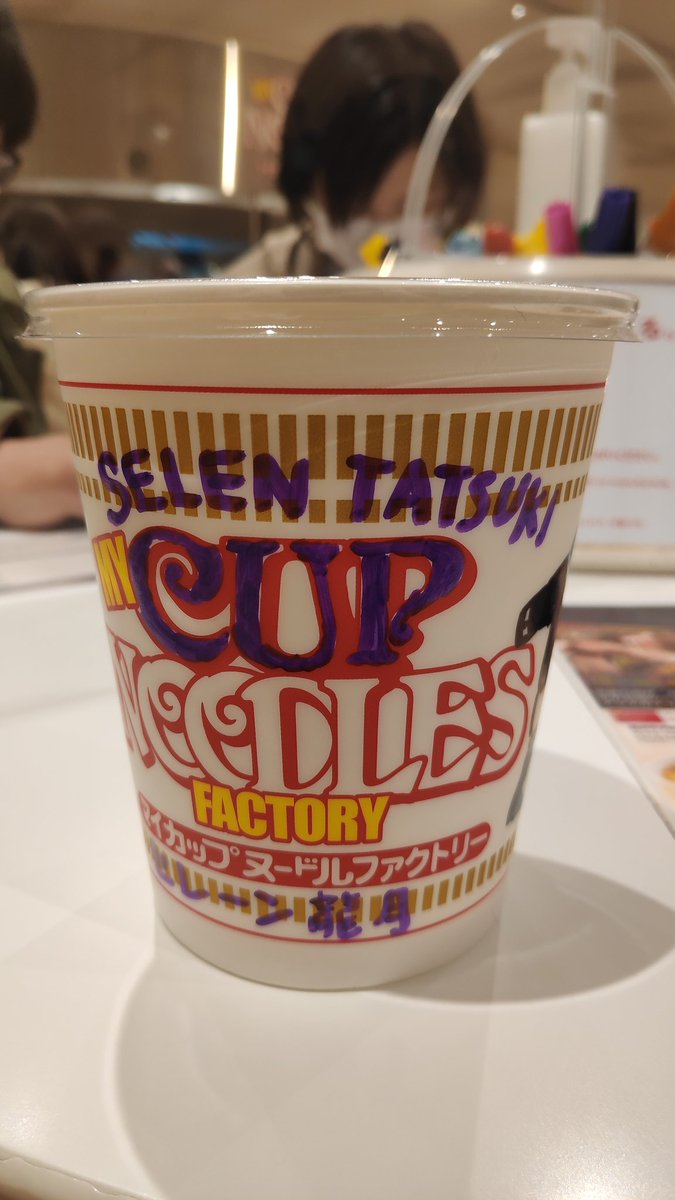 SELEN TATSUKI
MY CUP
NOODLES
FACTORY
マイカップヌードルファクトリー
セレーン 龍月